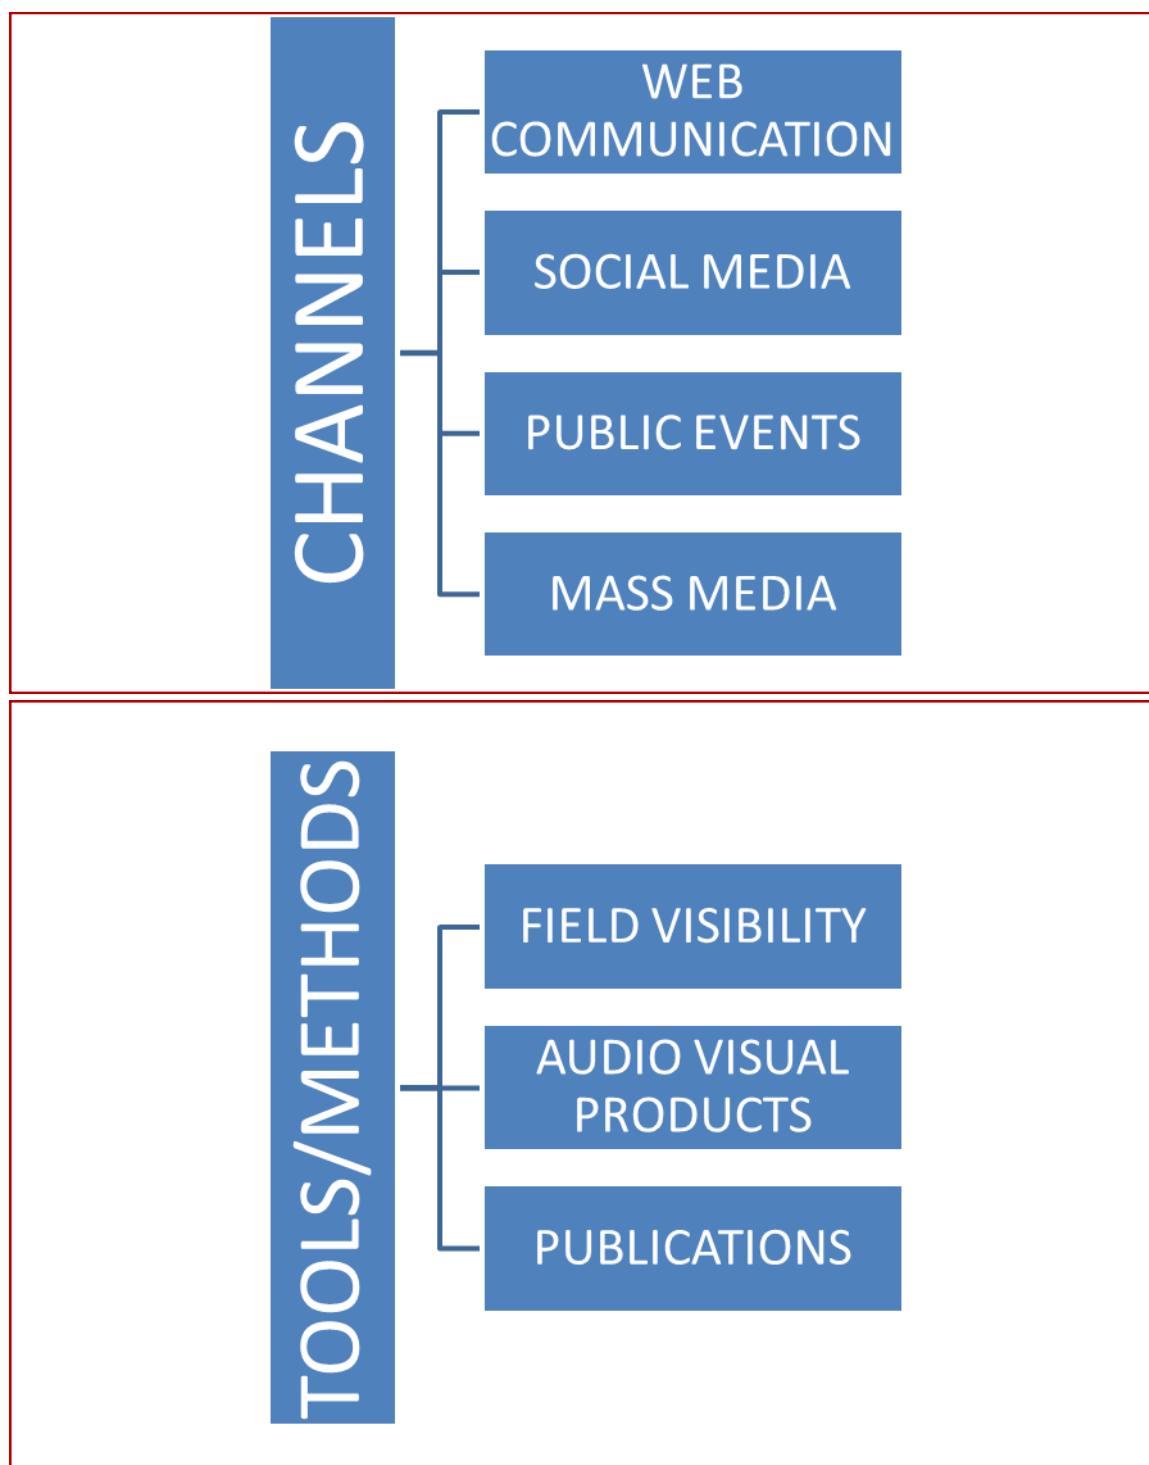 CHANNELS
WEB
COMMUNICATION
SOCIAL MEDIA
PUBLIC EVENTS
MASS MEDIA
TOOLS/METHODS
FIELD VISIBILITY
AUDIO VISUAL
PRODUCTS
PUBLICATIONS